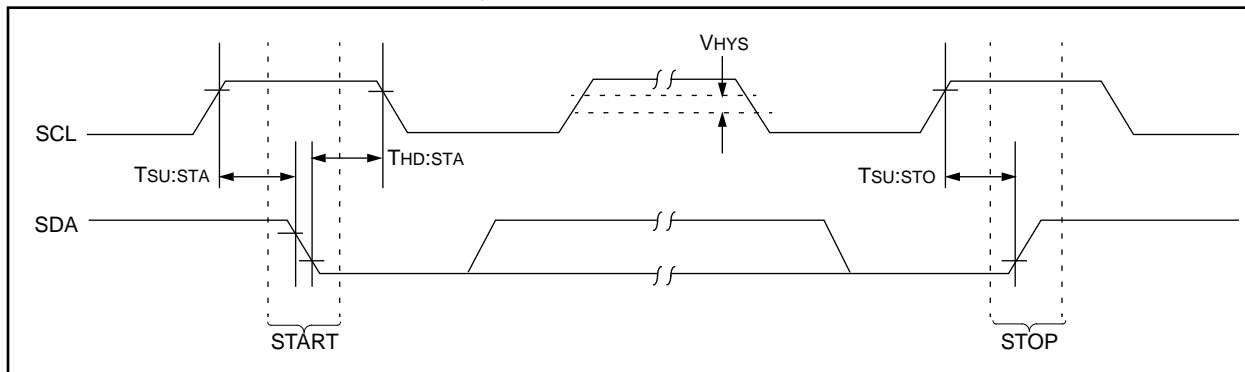 VHYS
SCL
TSU:STA
THD:STA
TSU:STO
SDA
START
STOP